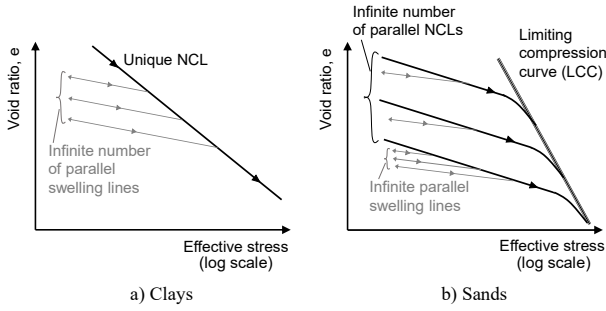 Void ratio, e
Unique NCL
Infinite number
of parallel
swelling lines
Effective stress
(log scale)
a) Clays
Void ratio, e
Infinite number
of parallel NCLs
Limiting
compression
curve (LCC)
Infinite parallel
swelling lines
Effective stress
(log scale)
b) Sands